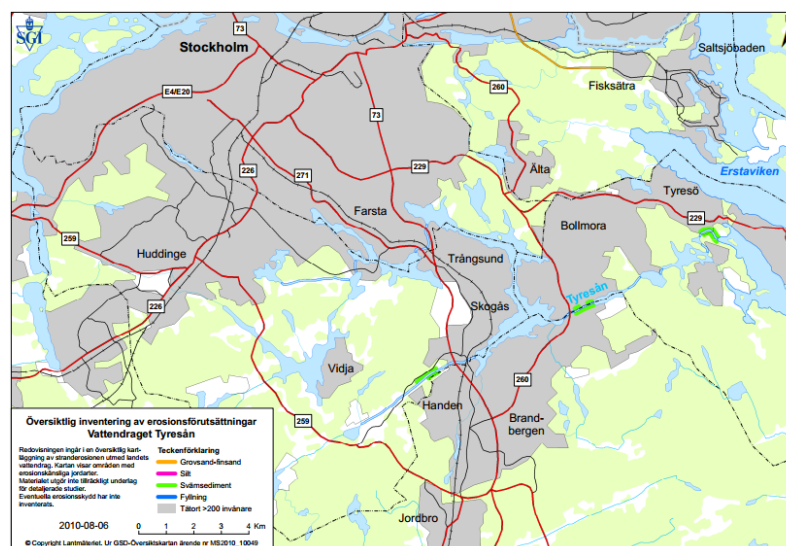 SGI
73
Stockholm
Saltsjöbaden
Fisksätra
E4/E20
260
73
226
271
229
Älta
Erstaviken
Tyresö
Farsta
229
Bollmora
259
Huddinge
Trångsund
226
Tyresån
Skogås
Vidja
260
Handen
Brand-
bergen
259
Jordbro
Översiktlig inventering av erosionsförutsättningar
Vattendraget Tyresån
Redovisningen ingår i en översiktlig kart-
läggning av stranderosionen utmed landets
vattendrag. Kartan visar områden med
erosionskänsliga jordarter.
Materialet utgör inte tillräckligt underlag
för detaljerade studier.
Eventuella erosionsskydd har inte
inventerats.
Teckenförklaring
Grovsand-finsand
Silt
Svämsediment
Fyllning
Tätort >200 invånare
2010-08-06
0 1 2 3 4 Km
© Copyright Lantmäteriet. Ur GSD-Översiktskartan ärende nr MS2010_10049